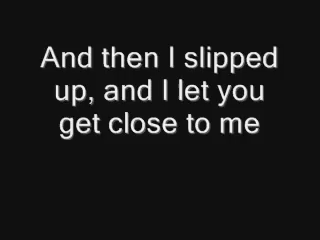 And then I slipped
up, and I let you
get close to me